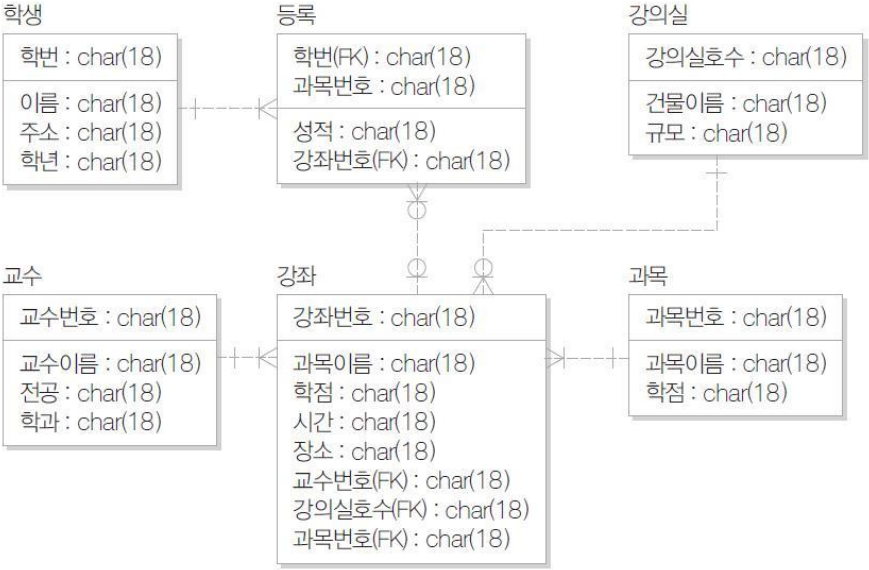 학생
학번 : char(18)
이름 : char(18)
주소 : char(18)
학년 : char(18)
등록
학번(FK) : char(18)
과목번호 : char(18)
성적 : char(18)
강좌번호(FK) : char(18)
강의실
강의실호수 : char(18)
건물이름 : char(18)
규모 : char(18)
교수
교수번호 : char(18)
교수이름 : char(18)
전공 : char(18)
학과 : char(18)
강좌
강좌번호 : char(18)
과목이름 : char(18)
학점 : char(18)
시간 : char(18)
장소 : char(18)
교수번호(FK) : char(18)
강의실호수(FK) : char(18)
과목번호(FK) : char(18)
과목
과목번호 : char(18)
과목이름 : char(18)
학점 : char(18)